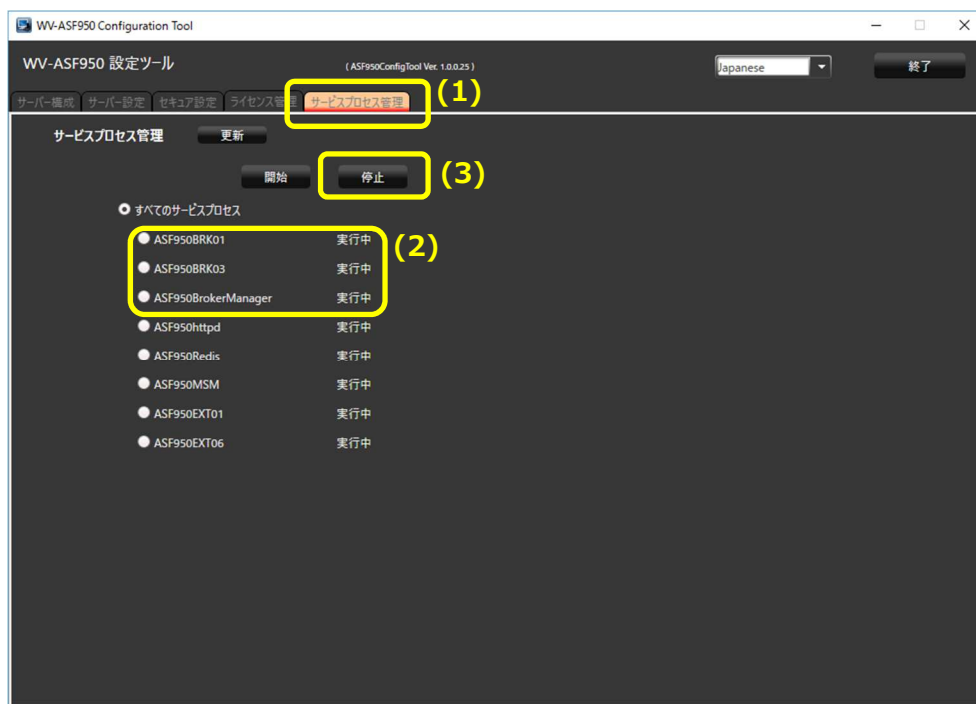 WV-ASF950 Configuration Tool
WV-ASF950 設定ツール
( ASF950ConfigTool Ver. 1.0.0.25 )
Japanese
終了
サーバー構成 サーバー設定 セキュア設定 ライセンス管理 サービスプロセス管理
(1)
サービスプロセス管理 更新
開始 停止
(3)
すべてのサービスプロセス
ASF950BRK01 実行中
(2)
ASF950BRK03 実行中
ASF950BrokerManager 実行中
ASF950httpd 実行中
ASF950Redis 実行中
ASF950MSM 実行中
ASF950EXT01 実行中
ASF950EXT06 実行中